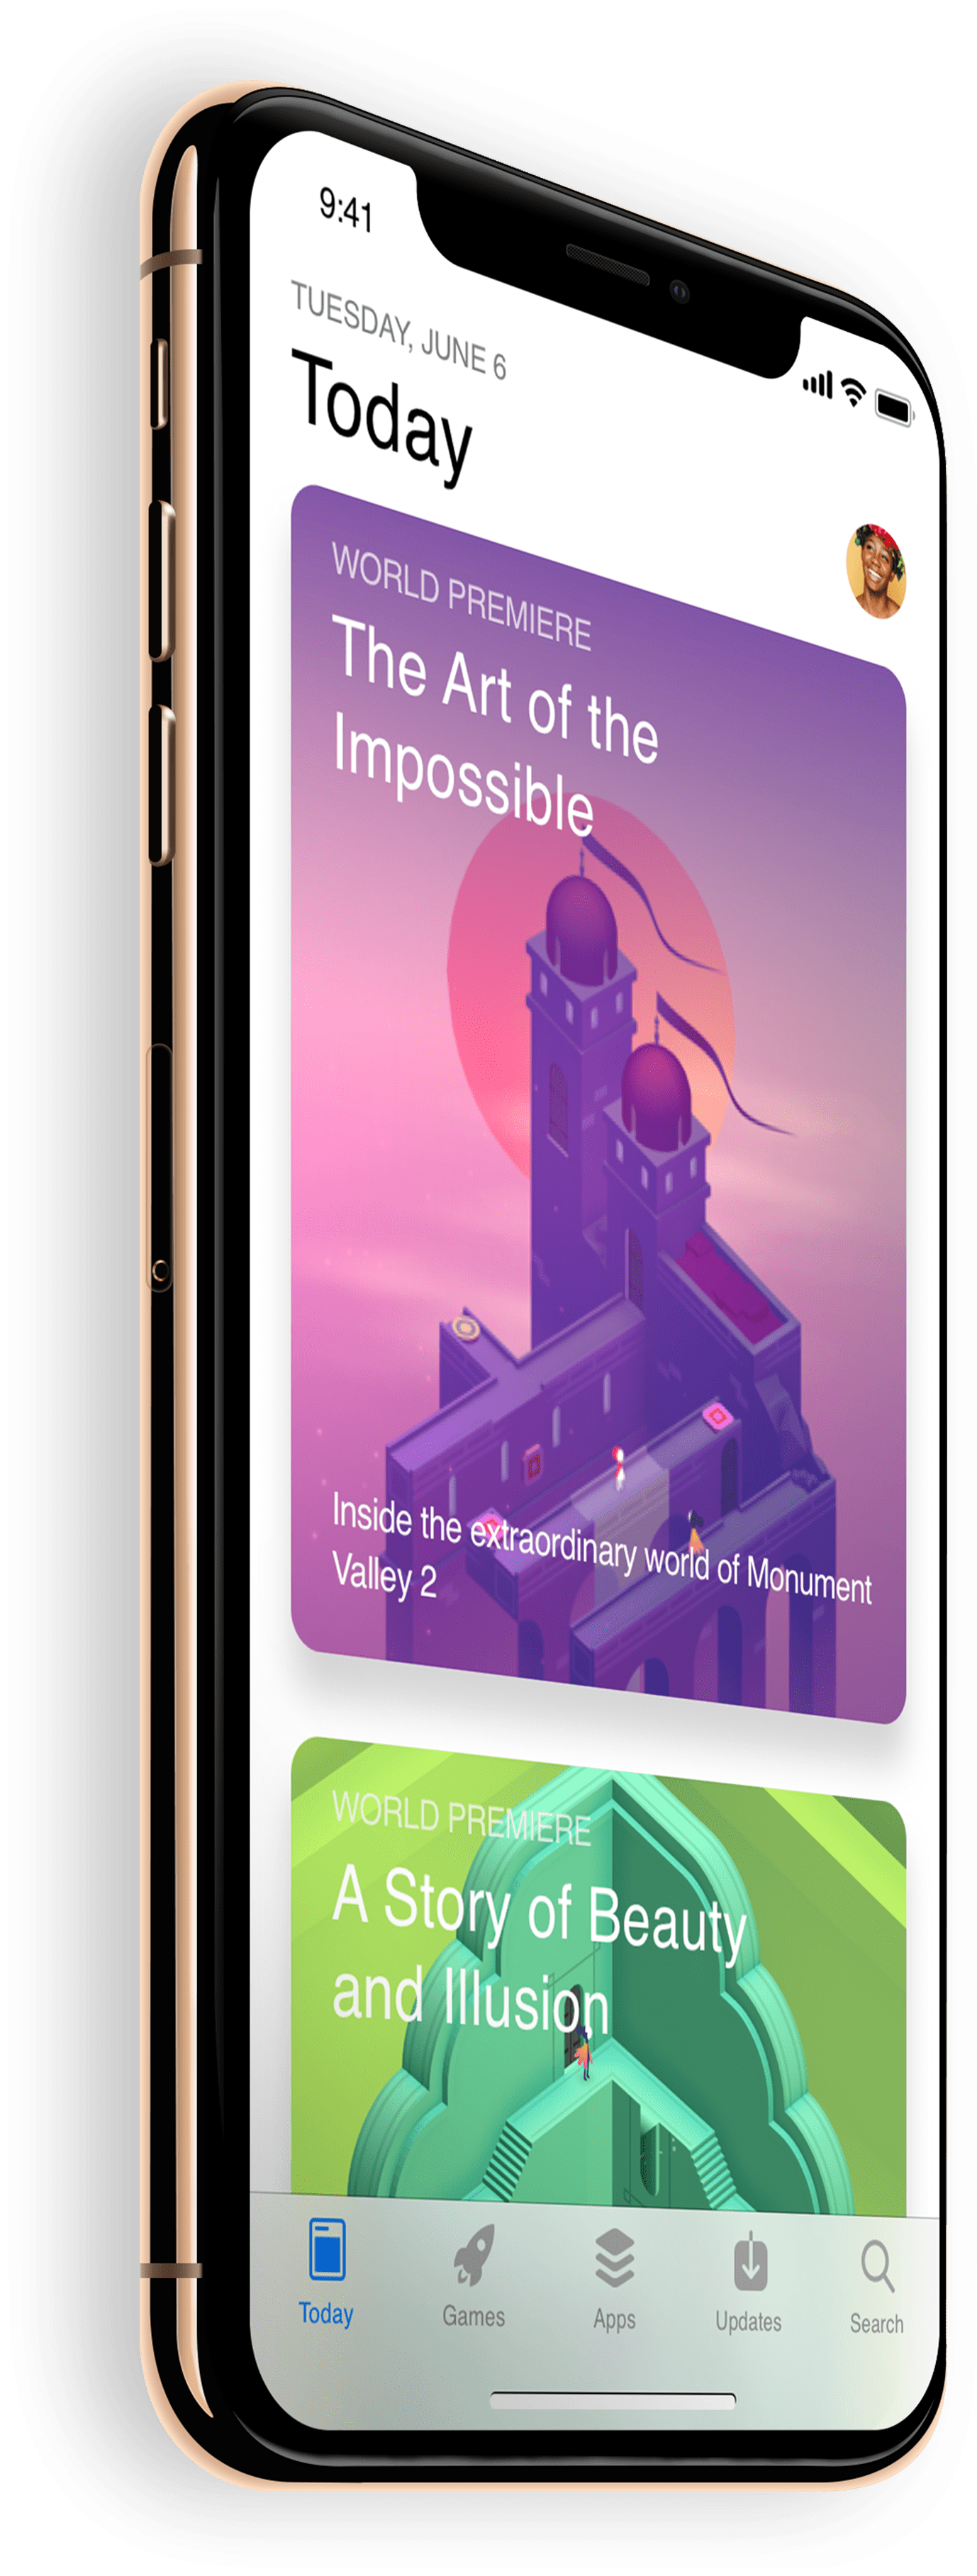 9:41
TUESDAY, JUNE 6
Today
WORLD PREMIERE
The Art of the
Impossible
Inside the extraordinary world of Monument
Valley 2
WORLD PREMIERE
A Story of Beauty
and Illusion
Today
Games
Apps
Updates
Search